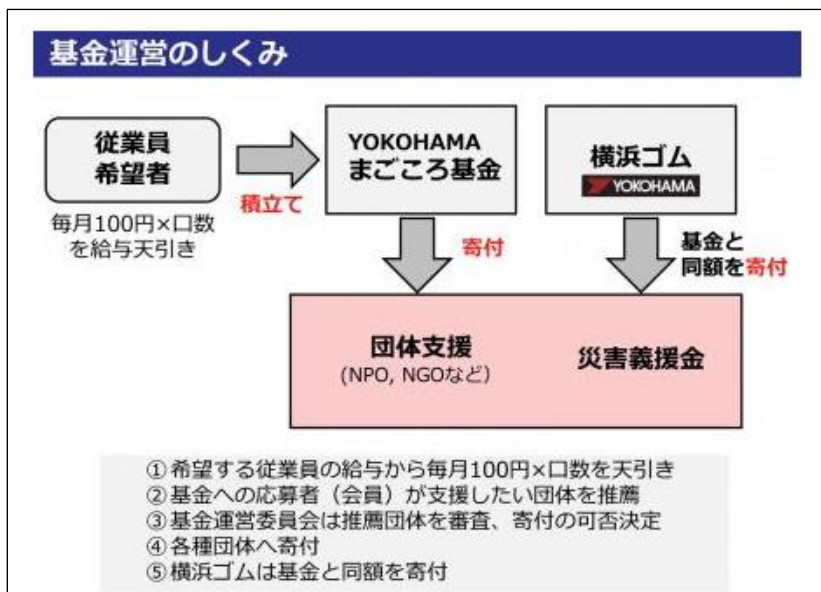 基金運営のしくみ
従業員
希望者
毎月100円×口数
を給与天引き
積立て
YOKOHAMA
まごころ基金
横浜ゴム
YOKOHAMA
寄付
基金と
同額を寄付
団体支援
(NPO, NGOなど)
災害義援金
①希望する従業員の給与から毎月100円×口数を天引き
②基金への応募者（会員）が支援したい団体を推薦
③基金運営委員会は推薦団体を審査、寄付の可否決定
④各種団体へ寄付
⑤横浜ゴムは基金と同額を寄付